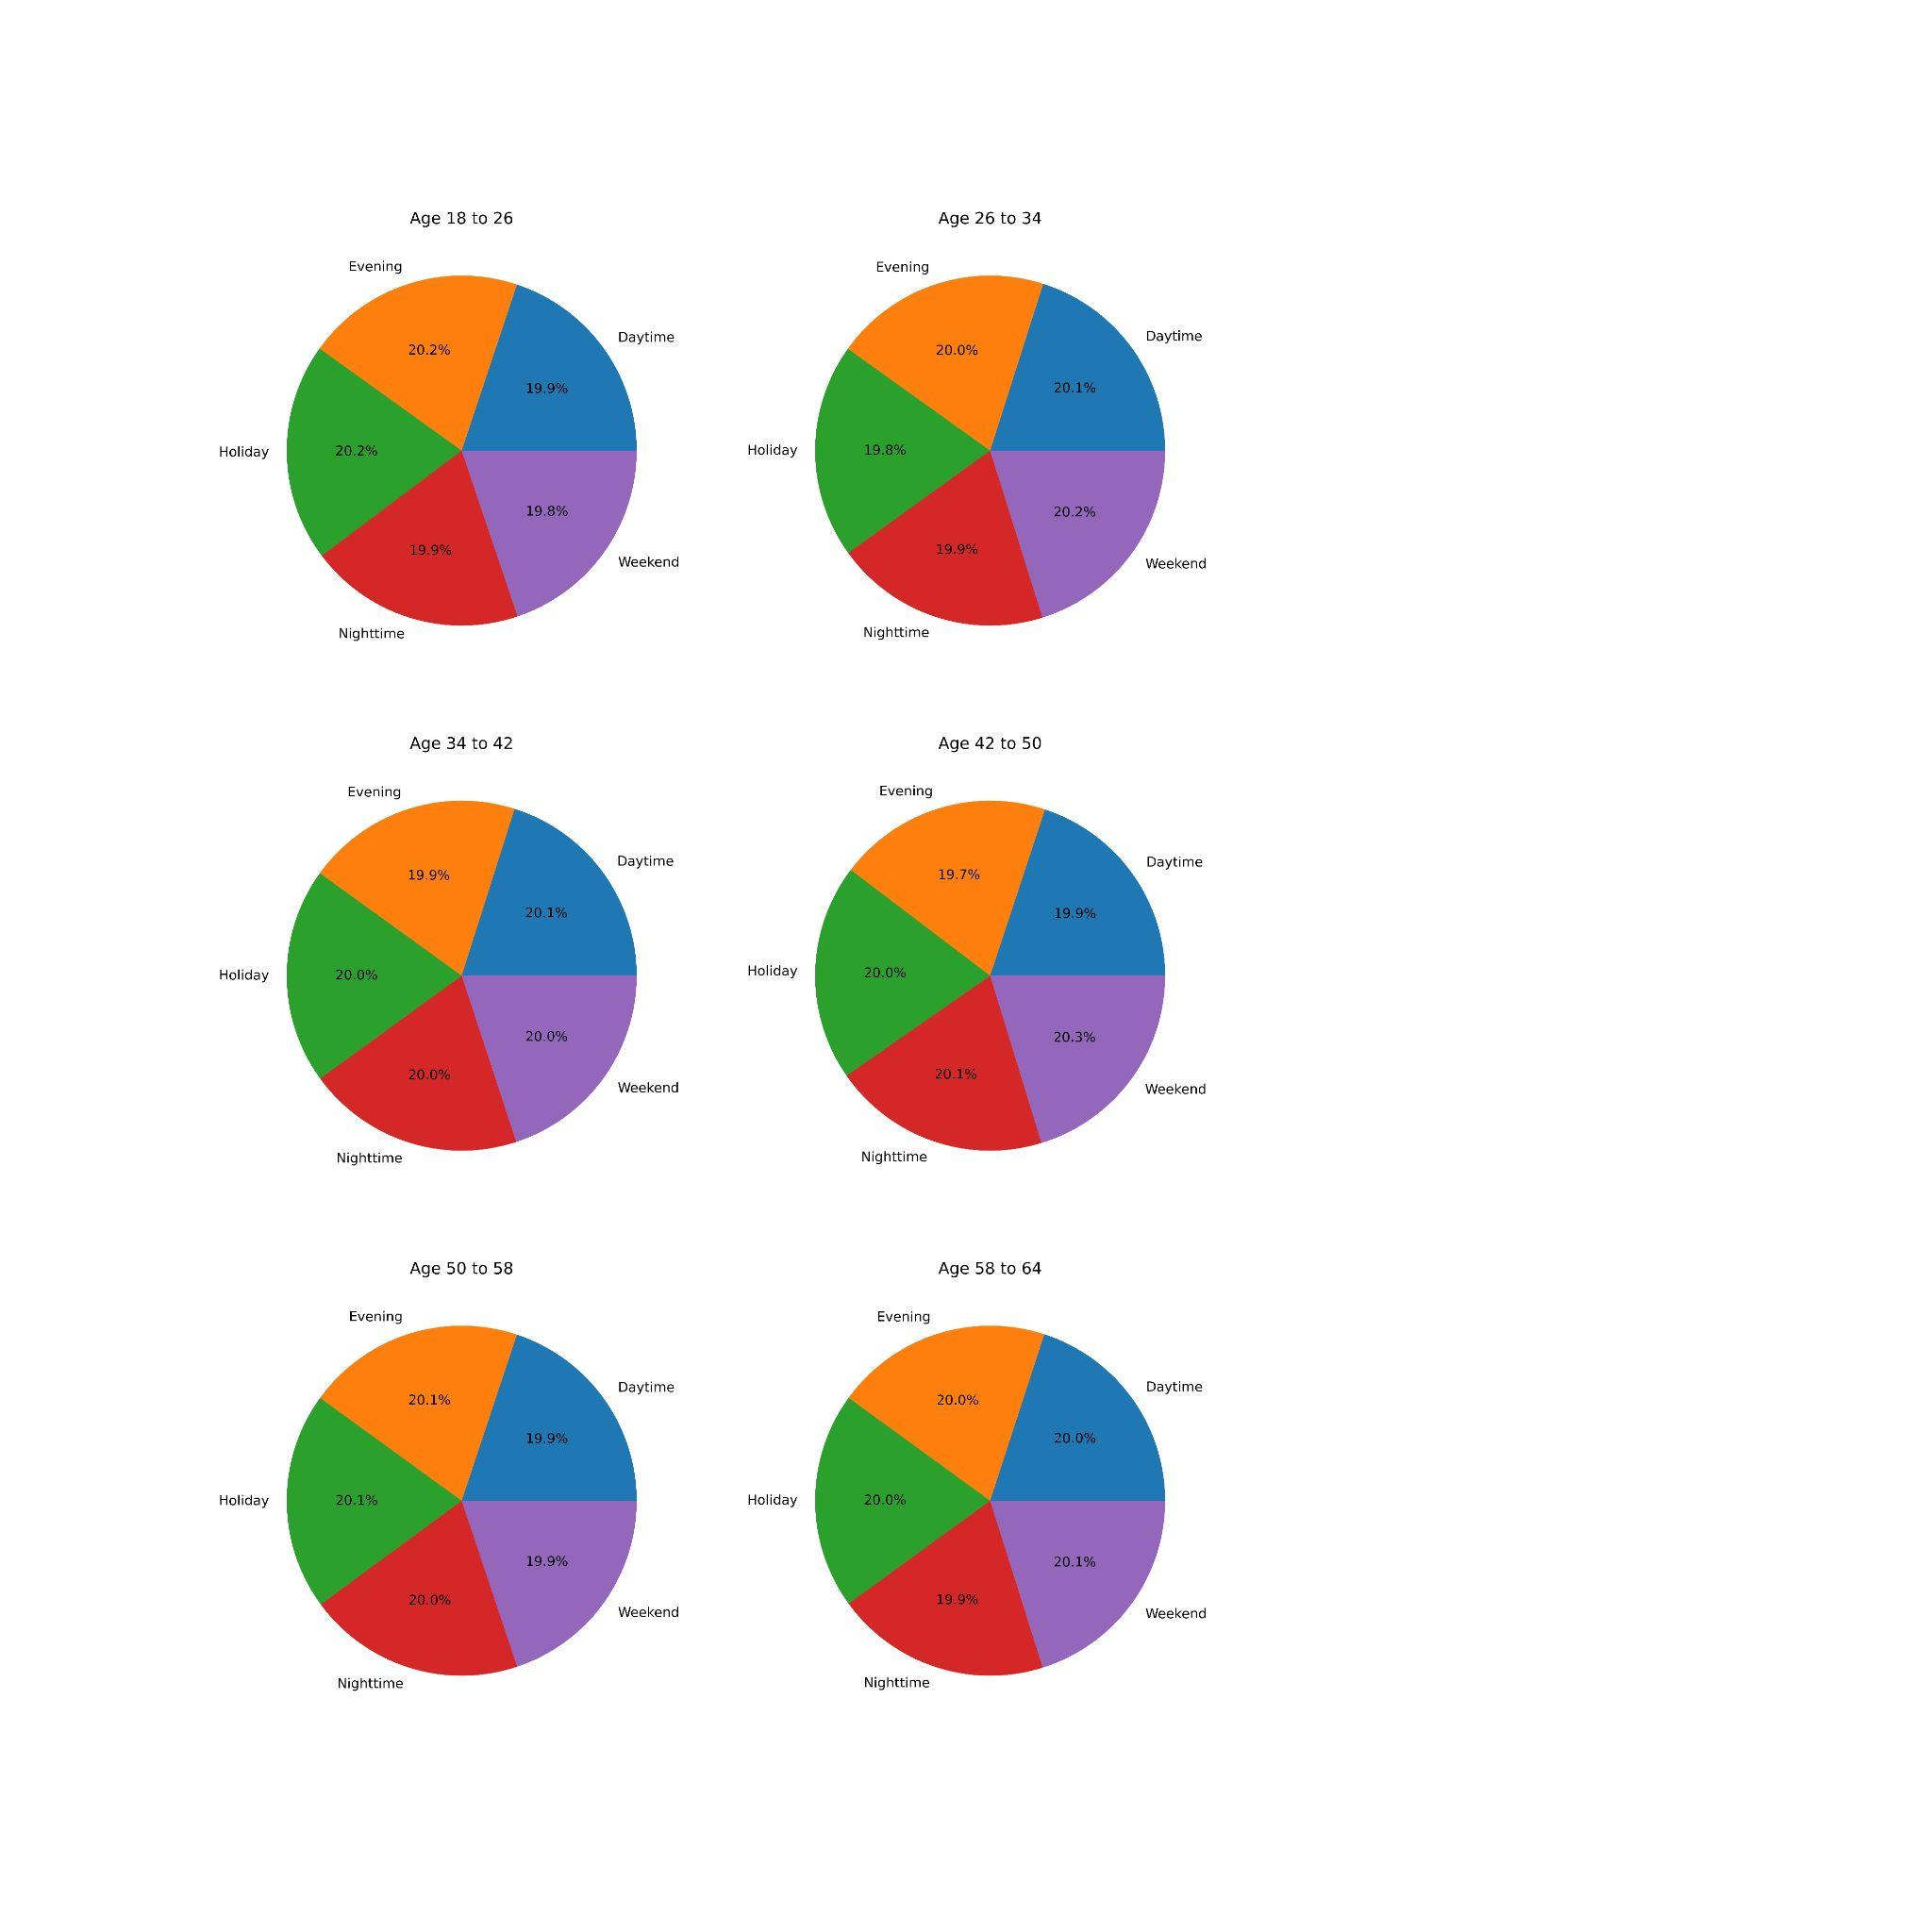 Age 18 to 26
Evening
Daytime
20.2%
19.9%
Holiday
20.2%
19.8%
19.9%
Weekend
Nighttime
Age 26 to 34
Evening
Daytime
20.0%
20.1%
Holiday
19.8%
20.2%
19.9%
Weekend
Nighttime
Age 34 to 42
Evening
Daytime
19.9%
20.1%
Holiday
20.0%
20.0%
20.0%
Weekend
Nighttime
Age 42 to 50
Evening
Daytime
19.7%
19.9%
Holiday
20.0%
20.3%
20.1%
Weekend
Nighttime
Age 50 to 58
Evening
Daytime
20.1%
19.9%
Holiday
20.1%
19.9%
20.0%
Weekend
Nighttime
Age 58 to 64
Evening
Daytime
20.0%
20.0%
Holiday
20.0%
20.1%
19.9%
Weekend
Nighttime